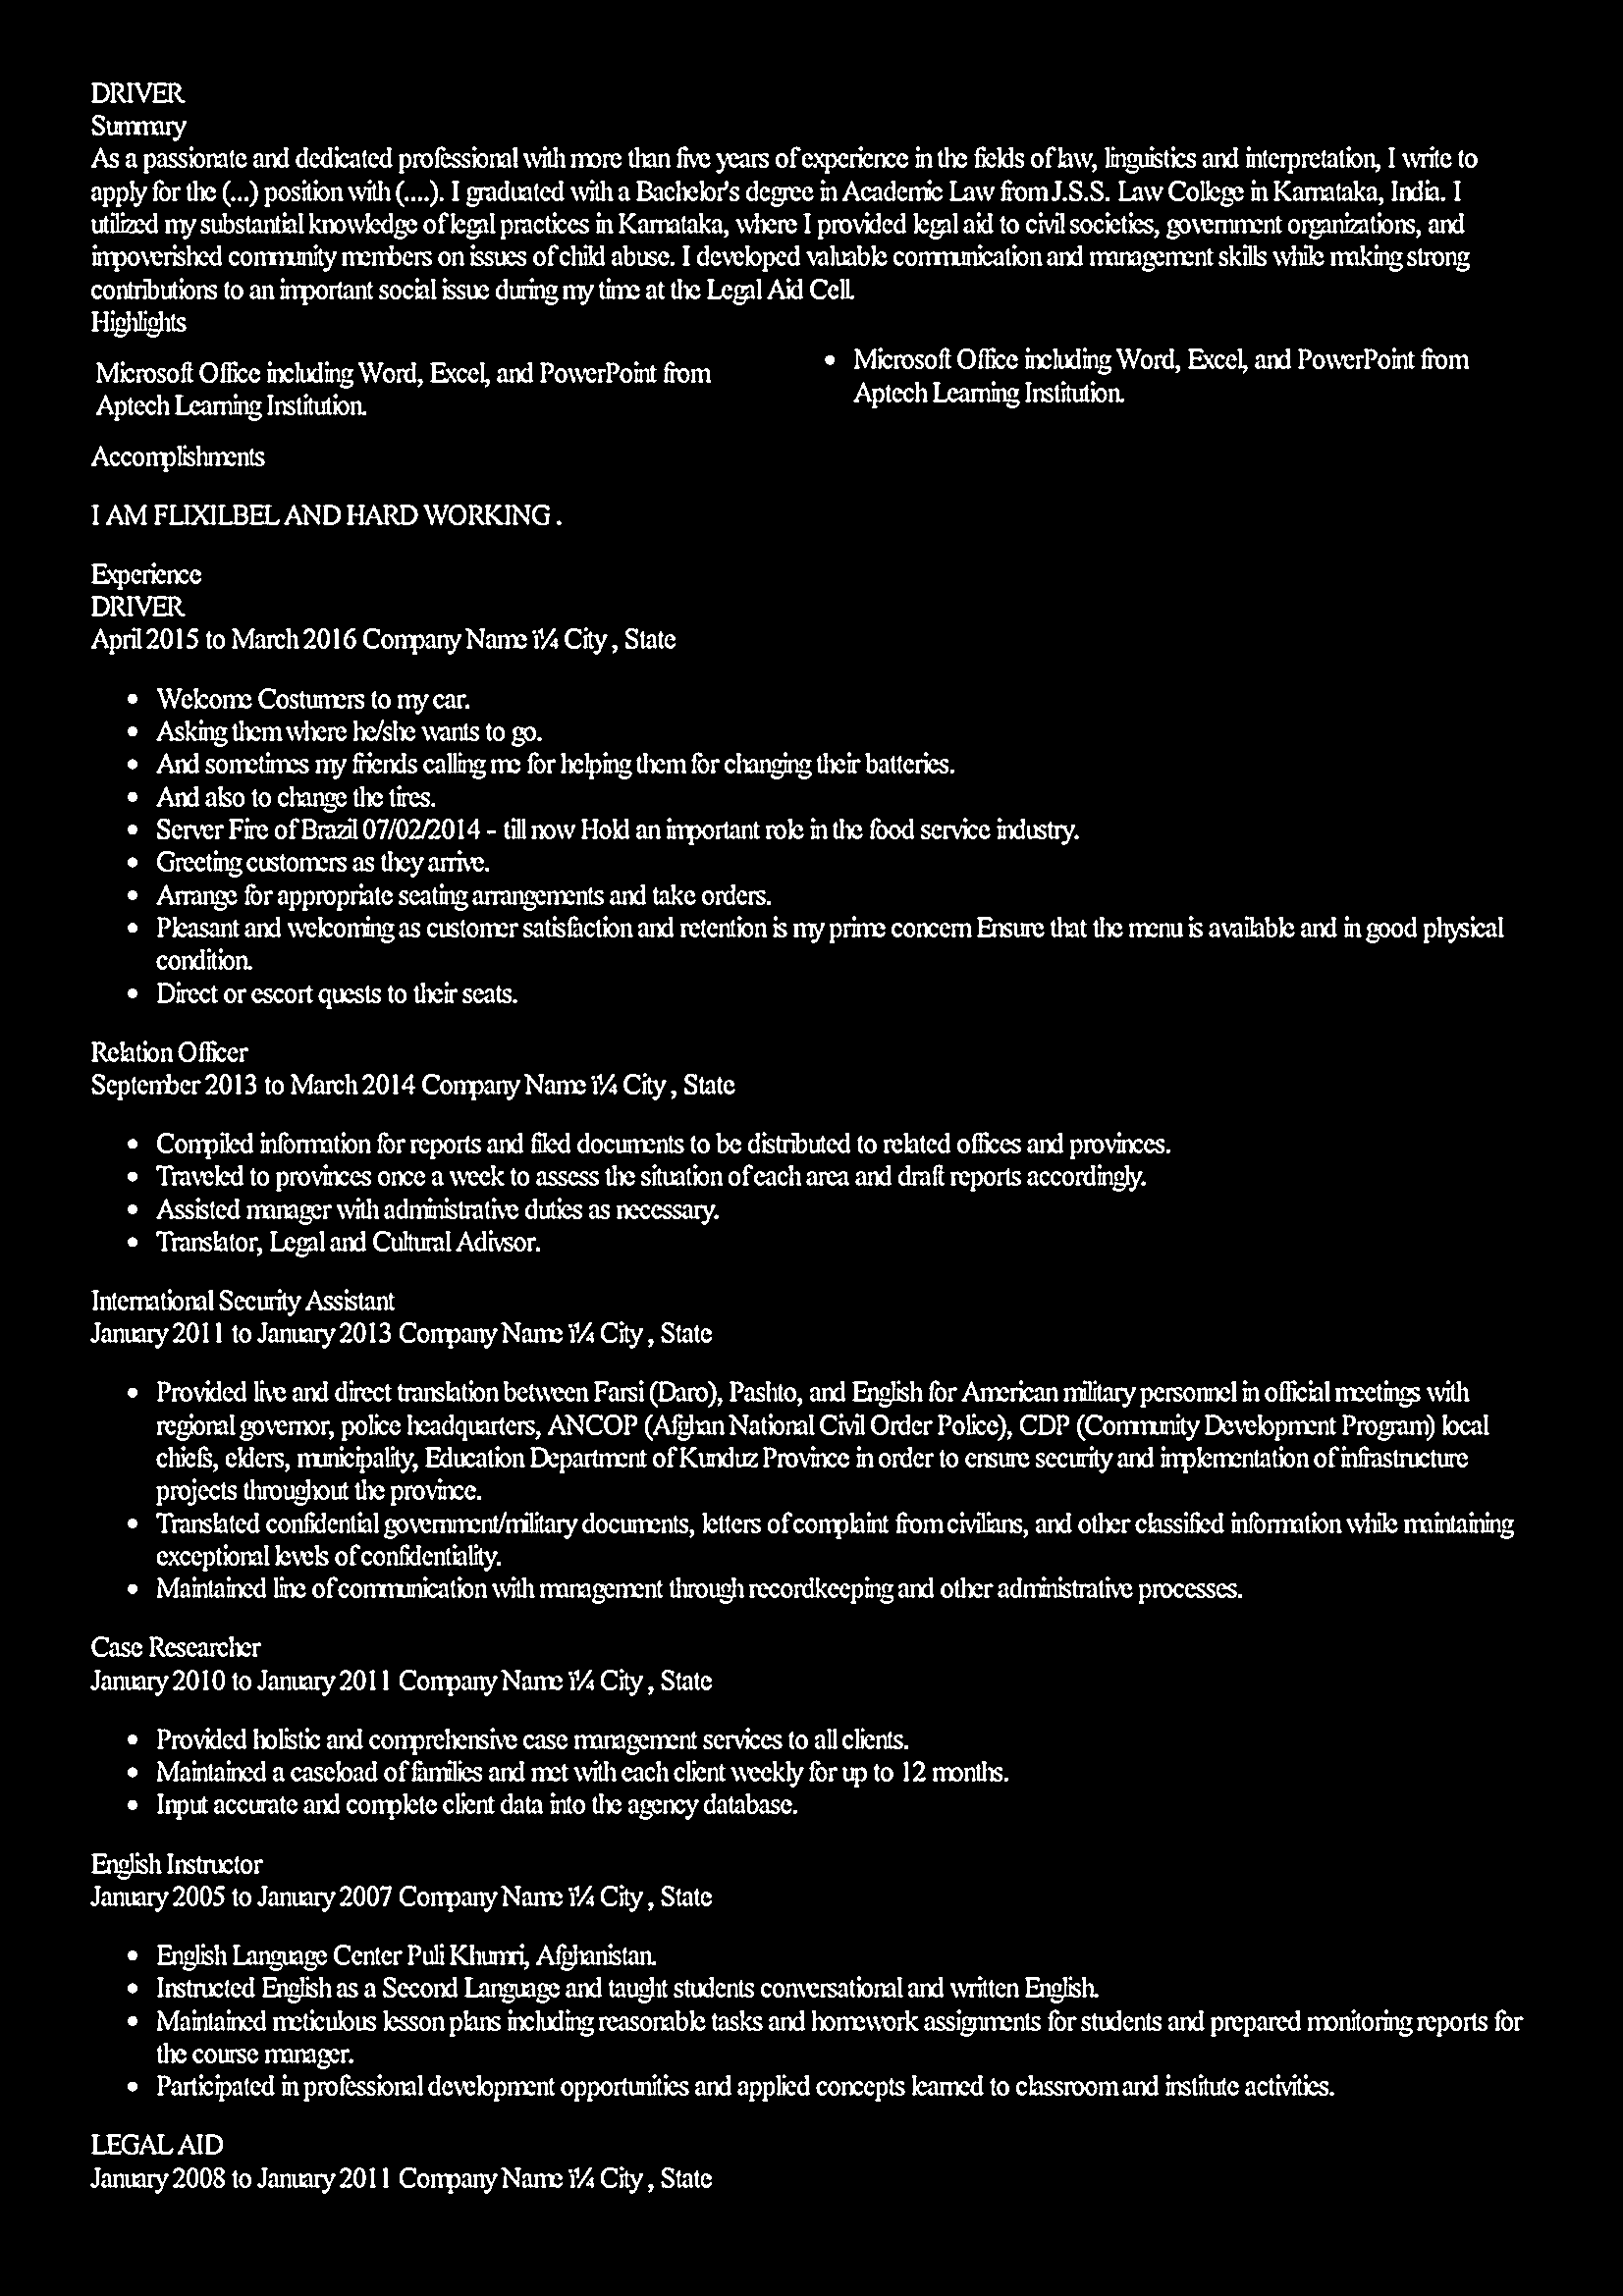 DRIVER
Summary
As a passionate and dedicated professional with more than five years of experience in the fields of law, linguistics and interpretation, I write to
apply for the (...) position with (....). I graduated with a Bachelor's degree in Academic Law from J.S.S. Law College in Karnataka, India. I
utilized my substantial knowledge of legal practices in Karnataka, where I provided legal aid to civil societies, government organizations, and
impoverished community members on issues of child abuse. I developed valuable communication and management skills while making strong
contributions to an important social issue during my time at the Legal Aid Cell.
Highlights
Microsoft Office including Word, Excel, and PowerPoint from
Aptech Learning Institution.
• Microsoft Office including Word, Excel, and PowerPoint from
Aptech Learning Institution.
Accomplishments
I AM FLIXILBEL AND HARD WORKING .
Experience
DRIVER
April 2015 to March 2016 Company Name ï¼ City , State
• Welcome Costumers to my car.
• Asking them where he/she wants to go.
• And sometimes my friends calling me for helping them for changing their batteries.
• And also to change the tires.
• Server Fire of Brazil 07/02/2014 - till now Hold an important role in the food service industry.
• Greeting customers as they arrive.
• Arrange for appropriate seating arrangements and take orders.
• Pleasant and welcoming as customer satisfaction and retention is my prime concern Ensure that the menu is available and in good physical
condition.
• Direct or escort quests to their seats.
Relation Officer
September 2013 to March 2014 Company Name ï¼ City , State
• Compiled information for reports and filed documents to be distributed to related offices and provinces.
• Traveled to provinces once a week to assess the situation of each area and draft reports accordingly.
• Assisted manager with administrative duties as necessary.
• Translator, Legal and Cultural Adivsor.
International Security Assistant
January 2011 to January 2013 Company Name ï¼ City , State
• Provided live and direct translation between Farsi (Daro), Pashto, and English for American military personnel in official meetings with
regional governor, police headquarters, ANCOP (Afghan National Civil Order Police), CDP (Community Development Program) local
chiefs, elders, municipality, Education Department of Kunduz Province in order to ensure security and implementation of infrastructure
projects throughout the province.
• Translated confidential government/military documents, letters of complaint from civilians, and other classified information while maintaining
exceptional levels of confidentiality.
• Maintained line of communication with management through recordkeeping and other administrative processes.
Case Researcher
January 2010 to January 2011 Company Name ï¼ City , State
• Provided holistic and comprehensive case management services to all clients.
• Maintained a caseload of families and met with each client weekly for up to 12 months.
• Input accurate and complete client data into the agency database.
English Instructor
January 2005 to January 2007 Company Name ï¼ City , State
• English Language Center Puli Khumri, Afghanistan.
• Instructed English as a Second Language and taught students conversational and written English.
• Maintained meticulous lesson plans including reasonable tasks and homework assignments for students and prepared monitoring reports for
the course manager.
• Participated in professional development opportunities and applied concepts learned to classroom and institute activities.
LEGAL AID
January 2008 to January 2011 Company Name ï¼ City , State